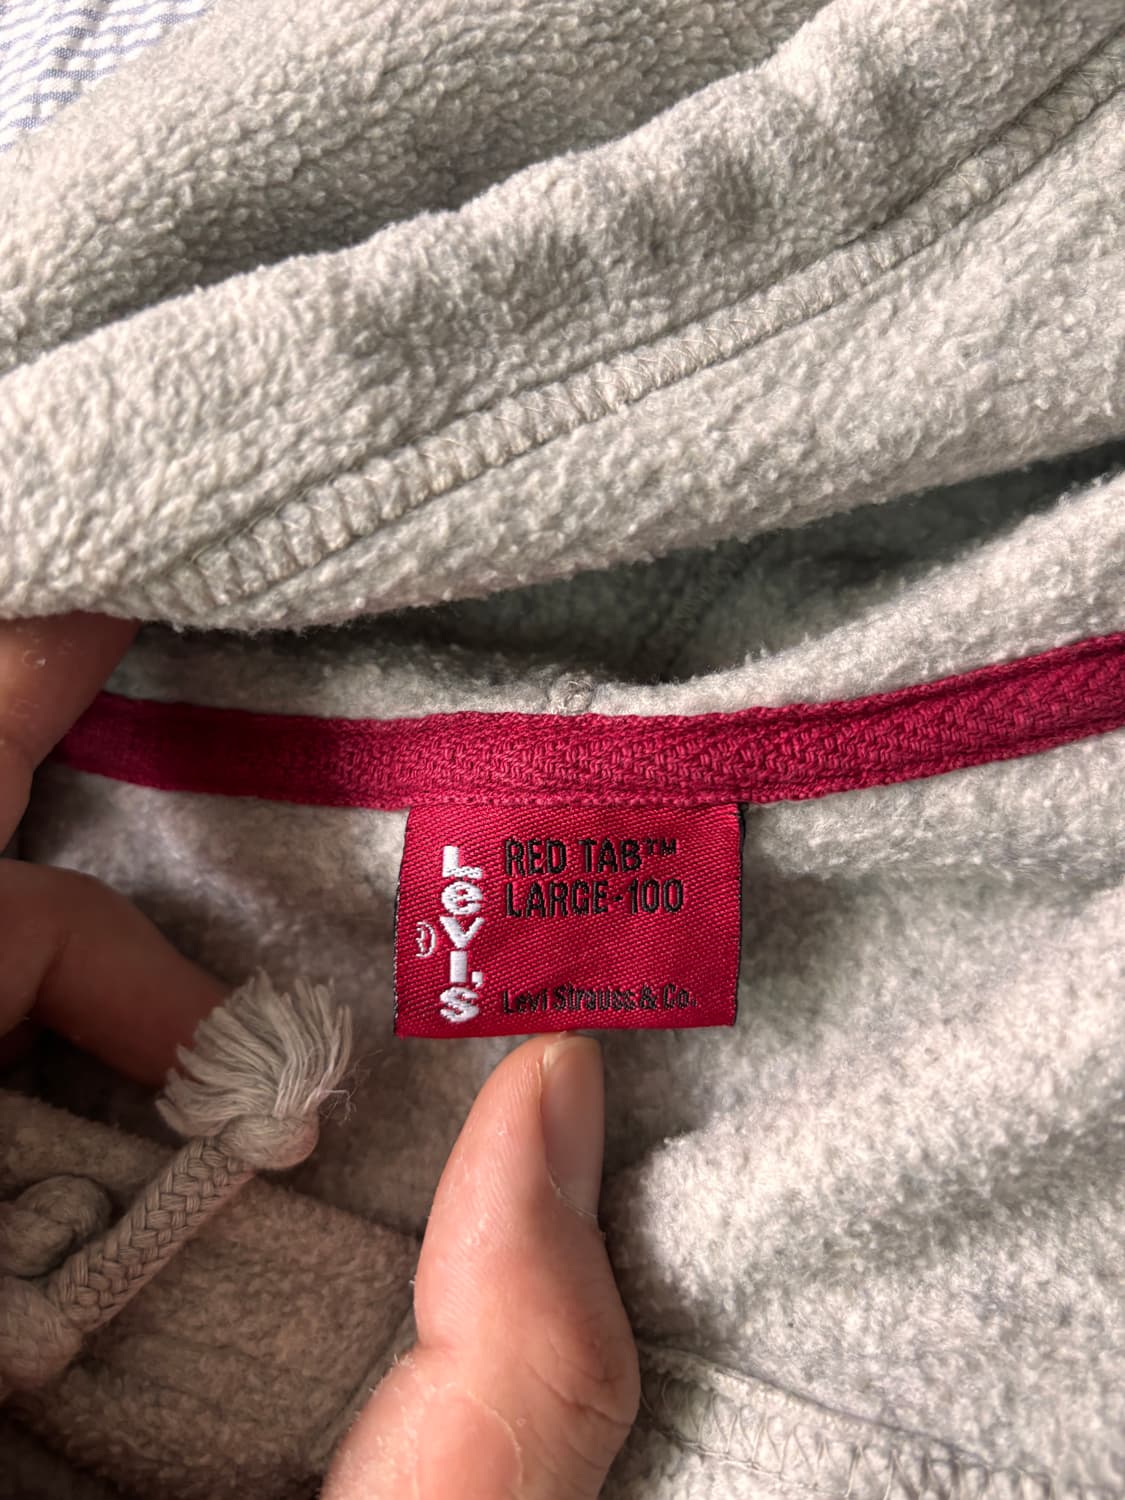 Levi's
RED TAB™
LARGE-100
Levi Strauss & Co.